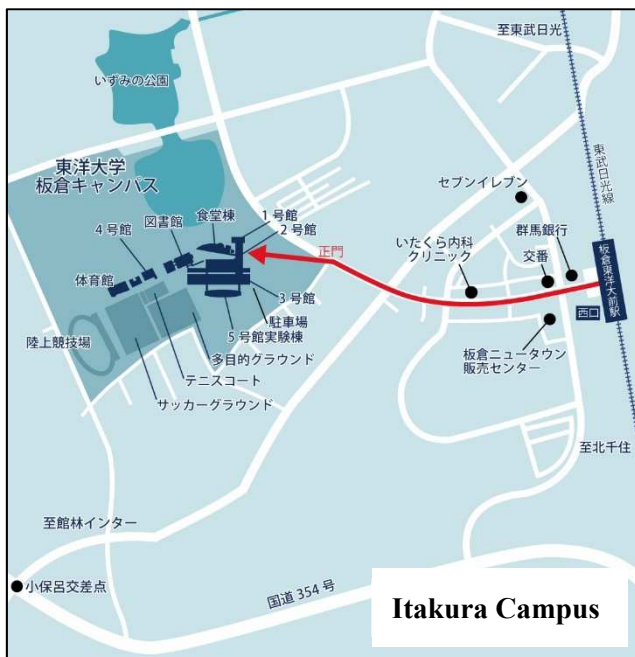 至東武日光
いずみの公園
東武日光線
東洋大学
板倉キャンパス
セブンイレブン
食堂棟
1号館
図書館
2号館
4号館
正門
いたくら内科
クリニック
群馬銀行
交番
板倉東洋大前駅
体育館
3号館
西口
駐車場
5号館実験棟
陸上競技場
多目的グラウンド
テニスコート
サッカーグラウンド
板倉ニュータウン
販売センター
至北千住
至館林インター
小保呂交差点
国道354号
Itakura Campus